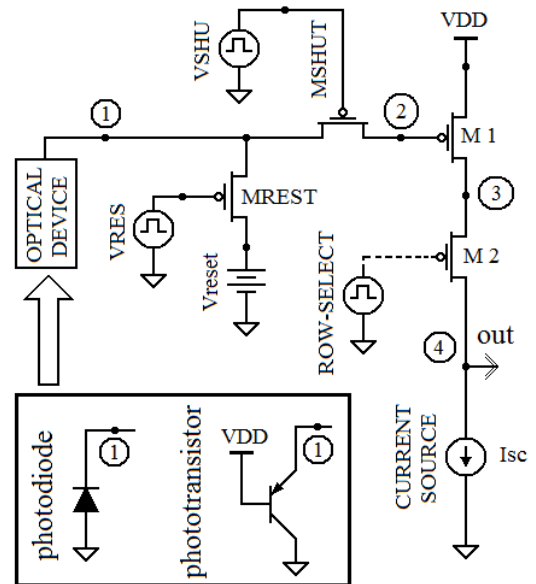 VDD
VSHU
MSHUT
1
2
M 1
OPTICAL
DEVICE
VRES
MREST
3
Vreset
ROW-SELECT
M 2
4
out
CURRENT
SOURCE
Isc
photodiode
1
phototransistor
VDD
1